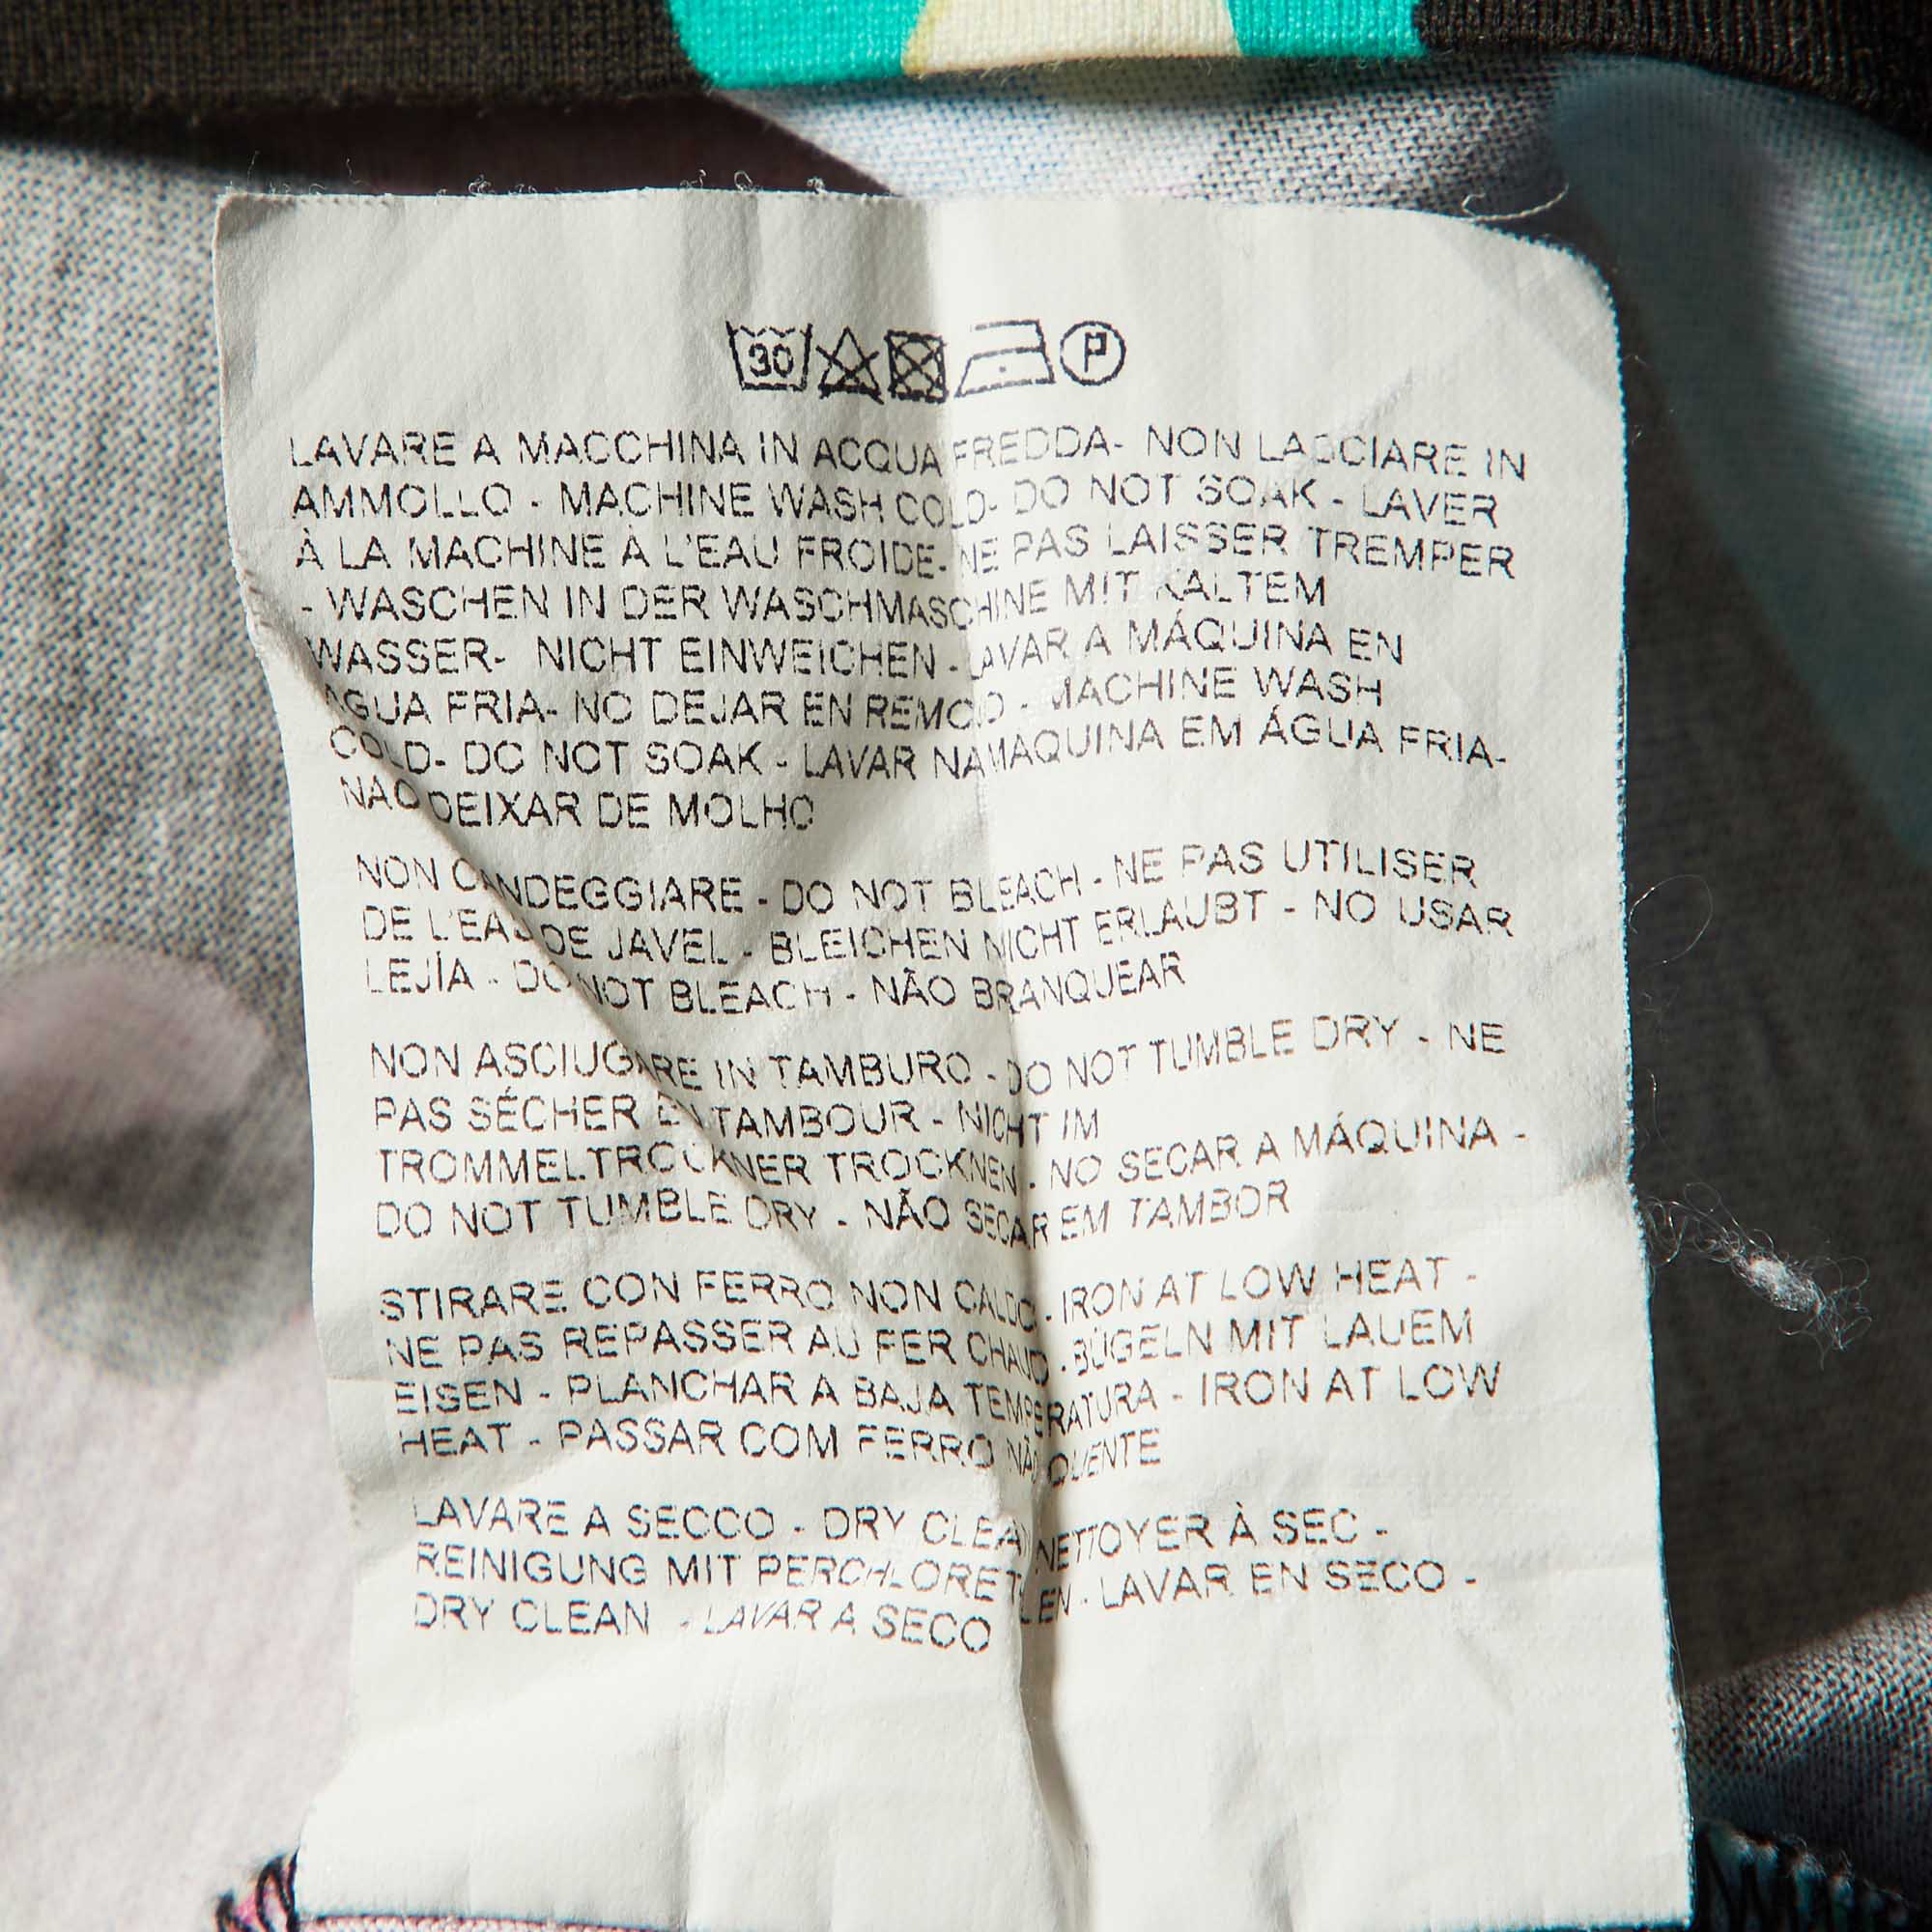 30 P
LAVARE A MACCHINA IN ACQUA FREDDA- NON LASCIARE IN
AMMOLLO - MACHINE WASH COLD- DO NOT SOAK - LAVER
À LA MACHINE À L'EAU FROIDE- NE PAS LAISSER TREMPER
- WASCHEN IN DER WASCHMASCHINE MIT KALTEM
WASSER- NICHT EINWEICHEN - LAVAR A MÁQUINA EN
AGUA FRIA- NO DEJAR EN REMOJO - MACHINE WASH
COLD- DO NOT SOAK - LAVAR NA MAQUINA EM ÁGUA FRIA-
NAO DEIXAR DE MOLHO
NON CANDEGGIARE - DO NOT BLEACH - NE PAS UTILISER
DE L'EAU DE JAVEL - BLEICHEN NICHT ERLAUBT - NO USAR
LEJÍA - DO NOT BLEACH - NÃO BRANQUEAR
NON ASCIUGARE IN TAMBURO - DO NOT TUMBLE DRY - NE
PAS SÉCHER EN TAMBOUR - NICHT IM
TROMMELTROCKNER TROCKNEN - NO SECAR A MÁQUINA -
DO NOT TUMBLE DRY - NÃO SECAR EM TAMBOR
STIRARE CON FERRO NON CALDO - IRON AT LOW HEAT -
NE PAS REPASSER AU FER CHAUD - BÜGELN MIT LAUEM
EISEN - PLANCHAR A BAJA TEMPERATURA - IRON AT LOW
HEAT - PASSAR COM FERRO NÃO QUENTE
LAVARE A SECCO - DRY CLEAN NETTOYER À SEC -
REINIGUNG MIT PERCHLORETYLEN - LAVAR EN SECO -
DRY CLEAN - LAVAR A SECO